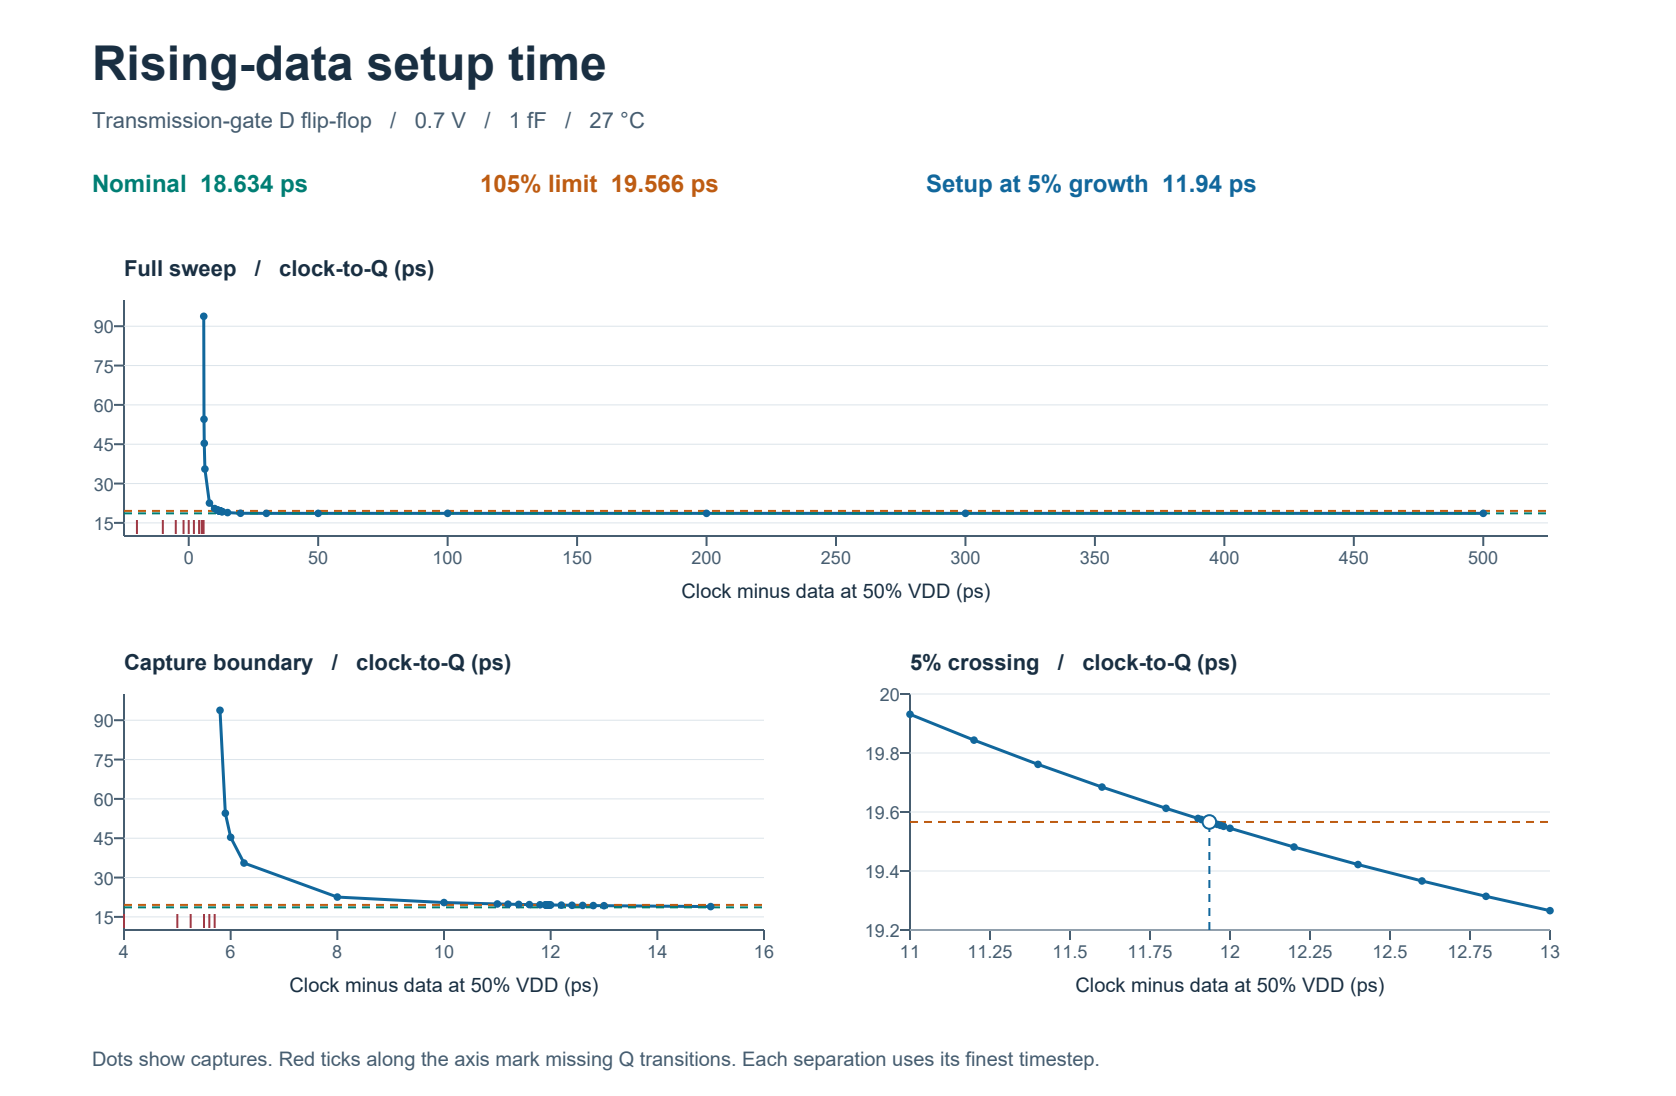 Rising-data setup time
Transmission-gate D flip-flop / 0.7 V / 1 fF / 27 °C
Nominal 18.634 ps
105% limit 19.566 ps
Setup at 5% growth 11.94 ps
Full sweep / clock-to-Q (ps)
90
75
60
45
30
15
0 50 100 150 200 250 300 350 400 450 500
Clock minus data at 50% VDD (ps)
Capture boundary / clock-to-Q (ps)
90
75
60
45
30
15
4 6 8 10 12 14 16
Clock minus data at 50% VDD (ps)
5% crossing / clock-to-Q (ps)
20
19.8
19.6
19.4
19.2
11 11.25 11.5 11.75 12 12.25 12.5 12.75 13
Clock minus data at 50% VDD (ps)
Dots show captures. Red ticks along the axis mark missing Q transitions. Each separation uses its finest timestep.